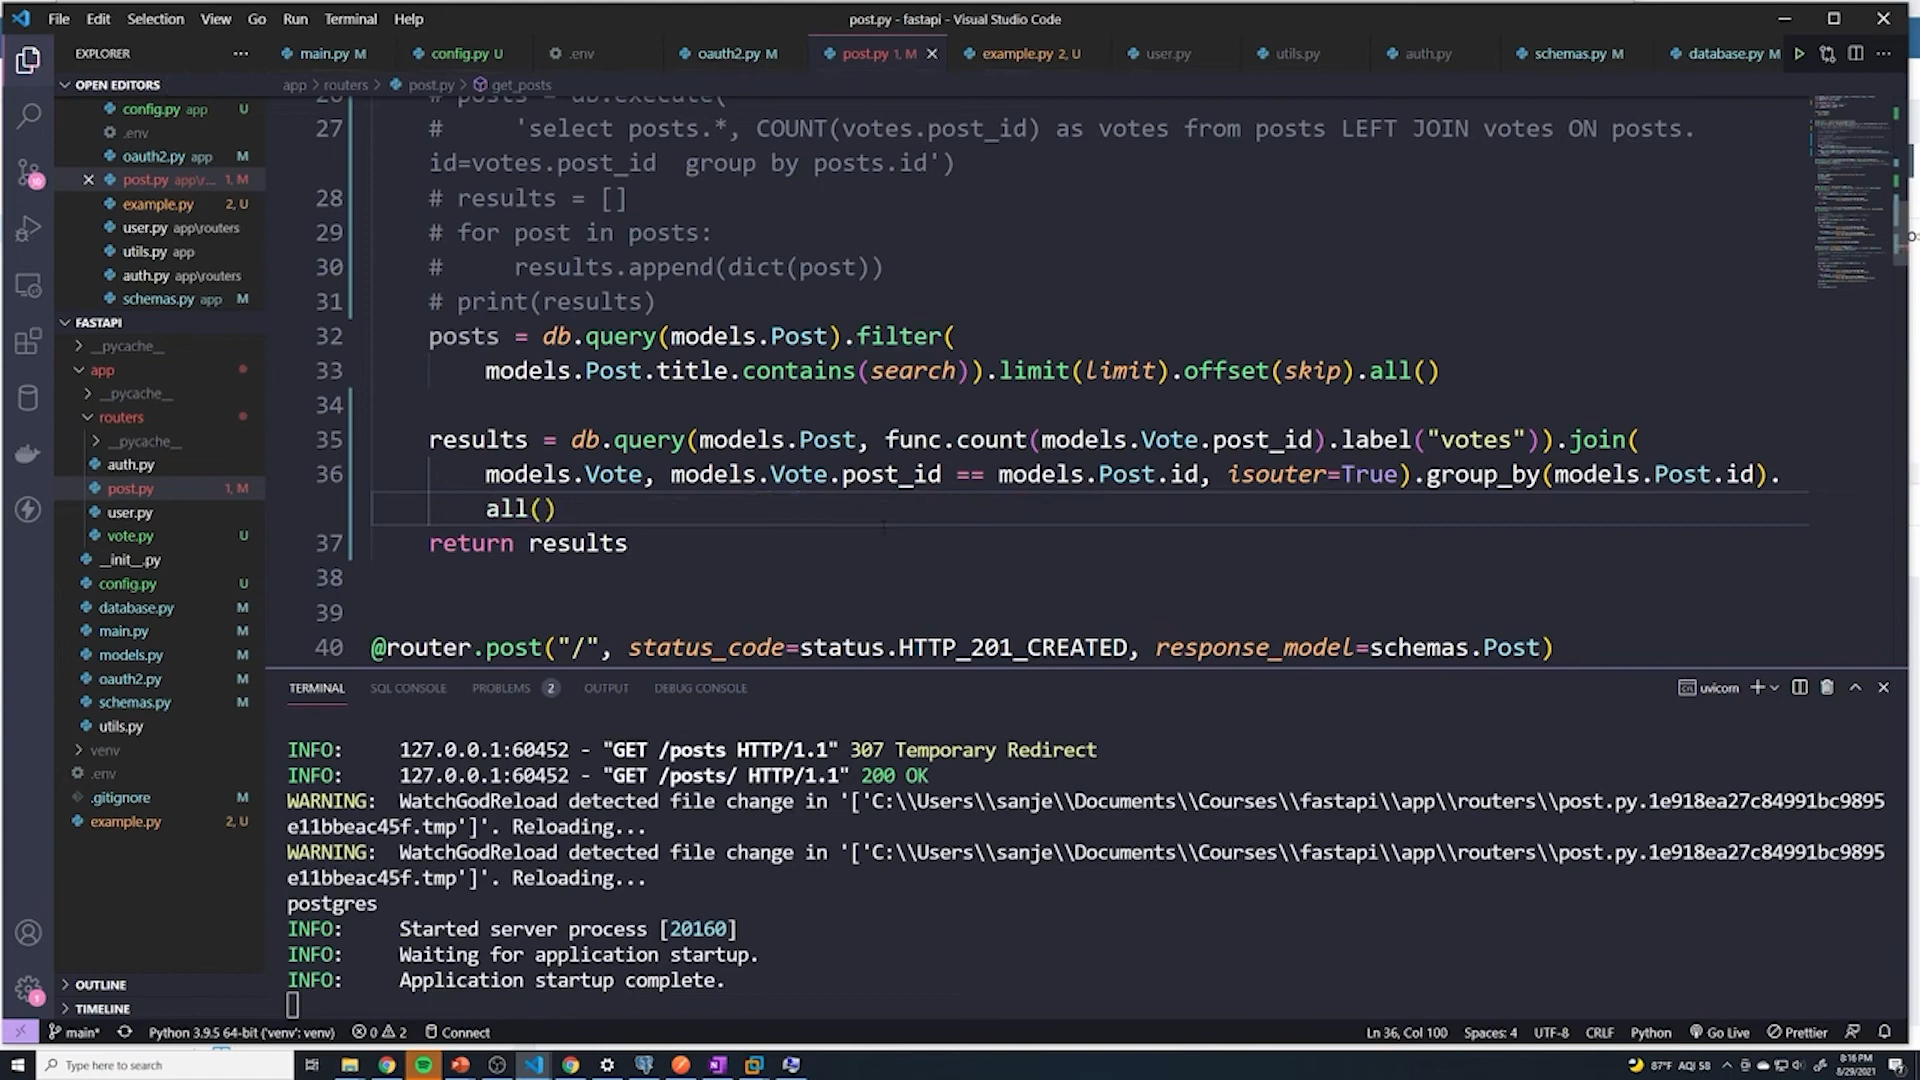 File Edit Selection View Go Run Terminal Help
post.py - fastapi - Visual Studio Code
EXPLORER
main.py M
config.py U
.env
oauth2.py M
post.py 1, M
example.py 2, U
user.py
utils.py
auth.py
schemas.py M
database.py M
OPEN EDITORS
config.py app U
.env
oauth2.py app M
post.py app\r... 1, M
example.py 2, U
user.py app\routers
utils.py app
auth.py app\routers
schemas.py app M
FASTAPI
__pycache__
app
__pycache__
routers
__pycache__
auth.py
post.py 1, M
user.py
vote.py U
__init__.py
config.py U
database.py M
main.py M
models.py M
oauth2.py M
schemas.py M
utils.py
venv
.env
.gitignore M
example.py 2, U
OUTLINE
TIMELINE
app > routers > post.py > get_posts
26 # posts = db.execute(
27 # 'select posts.*, COUNT(votes.post_id) as votes from posts LEFT JOIN votes ON posts.
id=votes.post_id group by posts.id')
28 # results = []
29 # for post in posts:
30 # results.append(dict(post))
31 # print(results)
32 posts = db.query(models.Post).filter(
33 models.Post.title.contains(search)).limit(limit).offset(skip).all()
34
35 results = db.query(models.Post, func.count(models.Vote.post_id).label("votes")).join(
36 models.Vote, models.Vote.post_id == models.Post.id, isouter=True).group_by(models.Post.id).
all()
37 return results
38
39
40 @router.post("/", status_code=status.HTTP_201_CREATED, response_model=schemas.Post)
TERMINAL SQL CONSOLE PROBLEMS 2 OUTPUT DEBUG CONSOLE
uvicorn
INFO: 127.0.0.1:60452 - "GET /posts HTTP/1.1" 307 Temporary Redirect
INFO: 127.0.0.1:60452 - "GET /posts/ HTTP/1.1" 200 OK
WARNING: WatchGodReload detected file change in '['C:\\Users\\sanje\\Documents\\Courses\\fastapi\\app\\routers\\post.py.1e918ea27c84991bc9895
e11bbeac45f.tmp']'. Reloading...
WARNING: WatchGodReload detected file change in '['C:\\Users\\sanje\\Documents\\Courses\\fastapi\\app\\routers\\post.py.1e918ea27c84991bc9895
e11bbeac45f.tmp']'. Reloading...
postgres
INFO: Started server process [20160]
INFO: Waiting for application startup.
INFO: Application startup complete.
main* Python 3.9.5 64-bit ('venv': venv) 0 2 Connect
Ln 36, Col 100 Spaces: 4 UTF-8 CRLF Python Go Live Prettier
Type here to search
87°F AQI 58
8:16 PM
8/29/2021